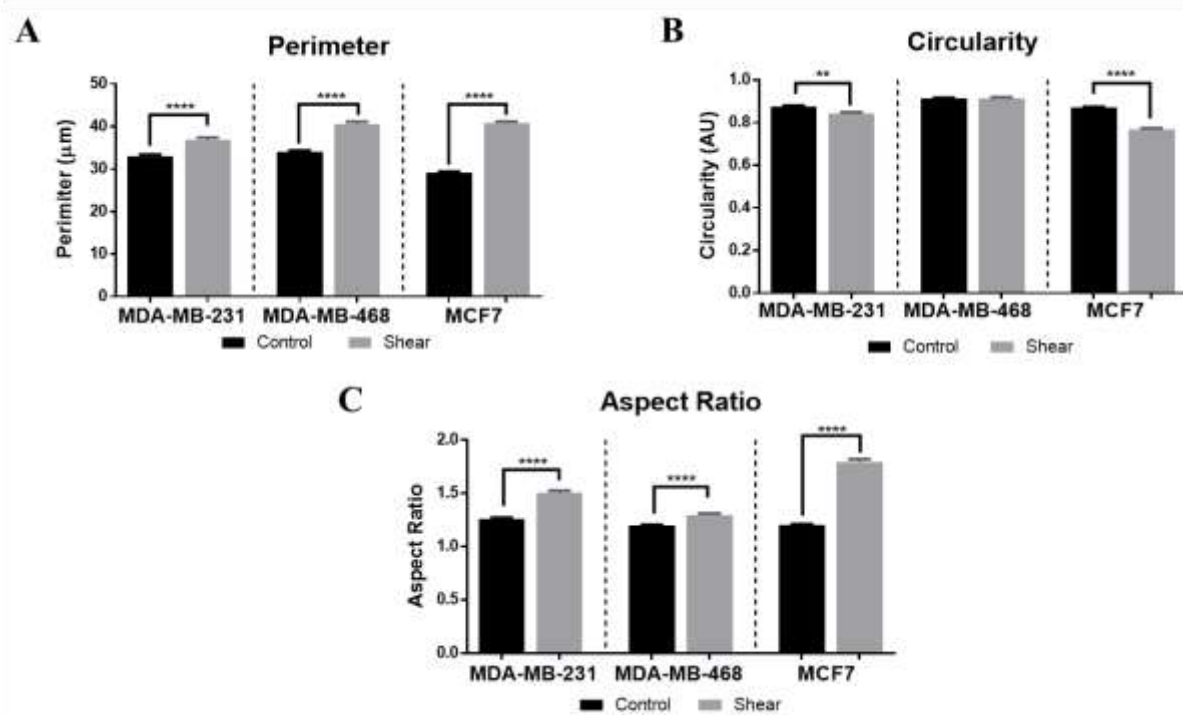 A
Perimeter
Perimiter (μm)
50
40
30
20
10
0
****
****
****
MDA-MB-231
MDA-MB-468
MCF7
Control
Shear
B
Circularity
Circularity (AU)
1.0
0.8
0.6
0.4
0.2
0.0
**
****
MDA-MB-231
MDA-MB-468
MCF7
Control
Shear
C
Aspect Ratio
Aspect Ratio
2.0
1.5
1.0
0.5
0.0
****
****
****
MDA-MB-231
MDA-MB-468
MCF7
Control
Shear